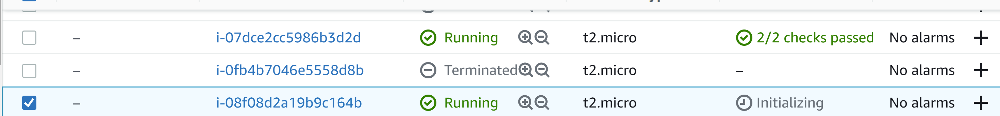 – i-07dce2cc5986b3d2d Running t2.micro 2/2 checks passed No alarms +
– i-0fb4b7046e5558d8b Terminated t2.micro – No alarms +
– i-08f08d2a19b9c164b Running t2.micro Initializing No alarms +